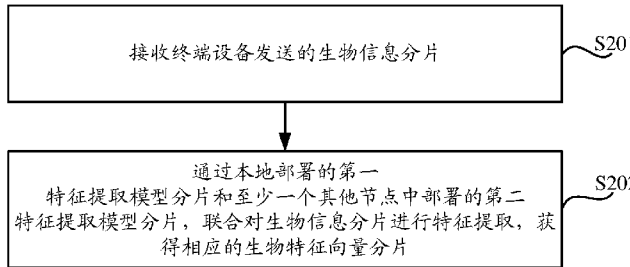 接收终端设备发送的生物信息分片
S201
通过本地部署的第一
特征提取模型分片和至少一个其他节点中部署的第二
特征提取模型分片，联合对生物信息分片进行特征提取，获
得相应的生物特征向量分片
S202